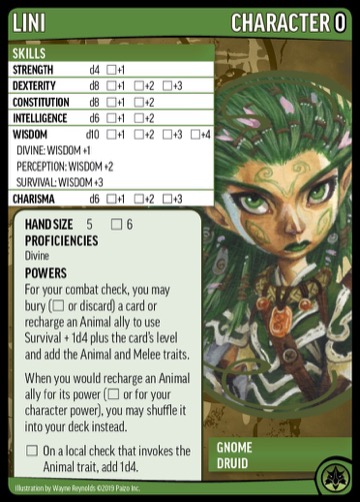 LINI CHARACTER 0
SKILLS
STRENGTH d4 ☐+1
DEXTERITY d8 ☐+1 ☐+2 ☐+3
CONSTITUTION d8 ☐+1 ☐+2
INTELLIGENCE d6 ☐+1 ☐+2
WISDOM d10 ☐+1 ☐+2 ☐+3 ☐+4
DIVINE: WISDOM +1
PERCEPTION: WISDOM +2
SURVIVAL: WISDOM +3
CHARISMA d6 ☐+1 ☐+2 ☐+3
HAND SIZE 5 ☐ 6
PROFICIENCIES
Divine
POWERS
For your combat check, you may
bury (☐ or discard) a card or
recharge an Animal ally to use
Survival + 1d4 plus the card's level
and add the Animal and Melee traits.
When you would recharge an Animal
ally for its power (☐ or for your
character power), you may shuffle it
into your deck instead.
☐ On a local check that invokes the
Animal trait, add 1d4.
GNOME
DRUID
Illustration by Wayne Reynolds ©2019 Paizo Inc.